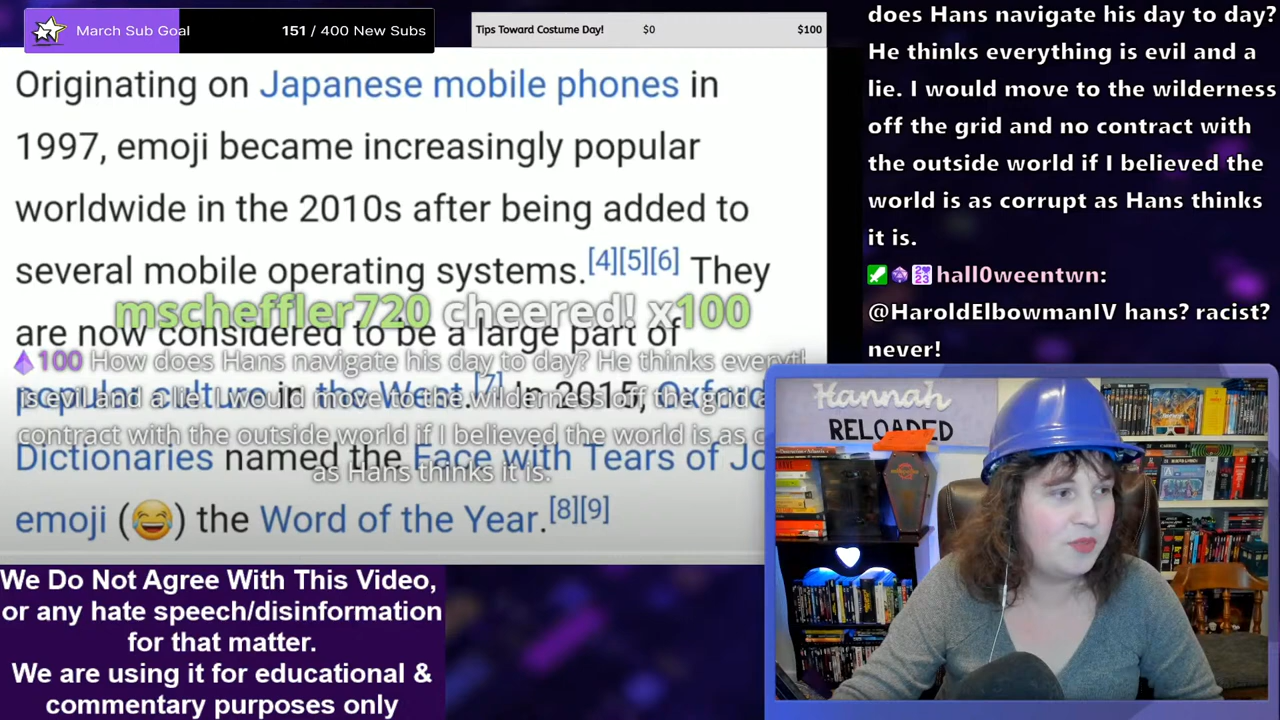 March Sub Goal
151 / 400 New Subs
Tips Toward Costume Day!
$0
$100
Originating on Japanese mobile phones in
1997, emoji became increasingly popular
worldwide in the 2010s after being added to
several mobile operating systems.[4][5][6] They
are now considered to be a large part of
popular culture in the West.[7] In 2015, Oxford
Dictionaries named the Face with Tears of Jo
emoji (😂) the Word of the Year.[8][9]
mscheffler720 cheered! x100
100 How does Hans navigate his day to day? He thinks everyth
is evil and a lie. I would move to the wilderness off the grid a
contract with the outside world if I believed the world is as c
as Hans thinks it is.
does Hans navigate his day to day?
He thinks everything is evil and a
lie. I would move to the wilderness
off the grid and no contract with
the outside world if I believed the
world is as corrupt as Hans thinks
it is.
hall0weentwn:
@HaroldElbowmanIV hans? racist?
never!
We Do Not Agree With This Video,
or any hate speech/disinformation
for that matter.
We are using it for educational &
commentary purposes only
Hannah
RELOADED